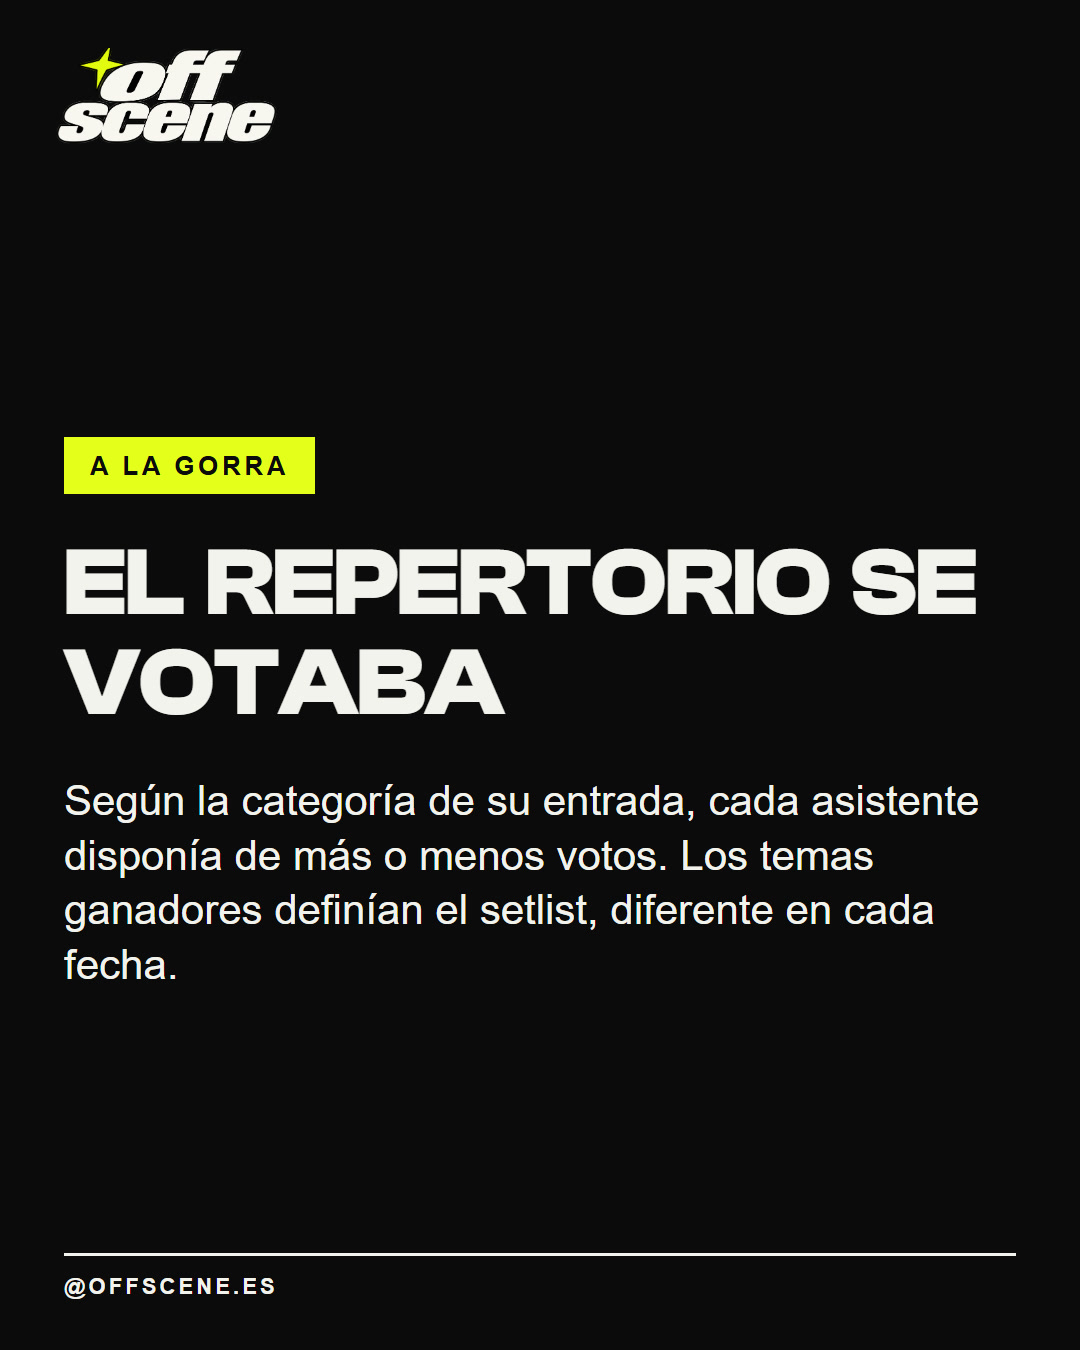 off
scene
A LA GORRA
EL REPERTORIO SE
VOTABA
Según la categoría de su entrada, cada asistente
disponía de más o menos votos. Los temas
ganadores definían el setlist, diferente en cada
fecha.
@OFFSCENE.ES